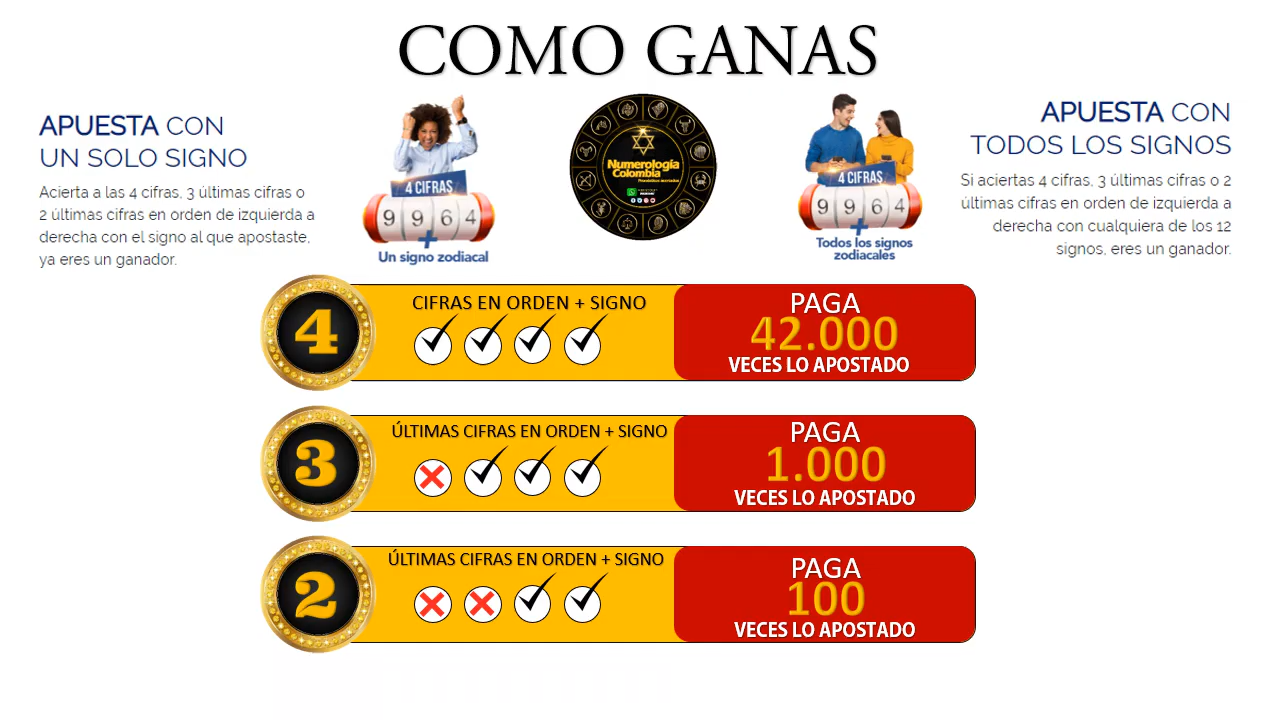 COMO GANAS
APUESTA CON
UN SOLO SIGNO
Acierta a las 4 cifras, 3 últimas cifras o
2 últimas cifras en orden de izquierda a
derecha con el signo al que apostaste,
ya eres un ganador.
4 CIFRAS
9 9 6 4
+
Un signo zodiacal
Numerología
Colombia
4 CIFRAS
9 9 6 4
+
Todos los signos
zodiacales
APUESTA CON
TODOS LOS SIGNOS
Si aciertas 4 cifras, 3 últimas cifras o 2
últimas cifras en orden de izquierda a
derecha con cualquiera de los 12
signos, eres un ganador.
4
CIFRAS EN ORDEN + SIGNO
PAGA
42.000
VECES LO APOSTADO
3
ÚLTIMAS CIFRAS EN ORDEN + SIGNO
PAGA
1.000
VECES LO APOSTADO
2
ÚLTIMAS CIFRAS EN ORDEN + SIGNO
PAGA
100
VECES LO APOSTADO